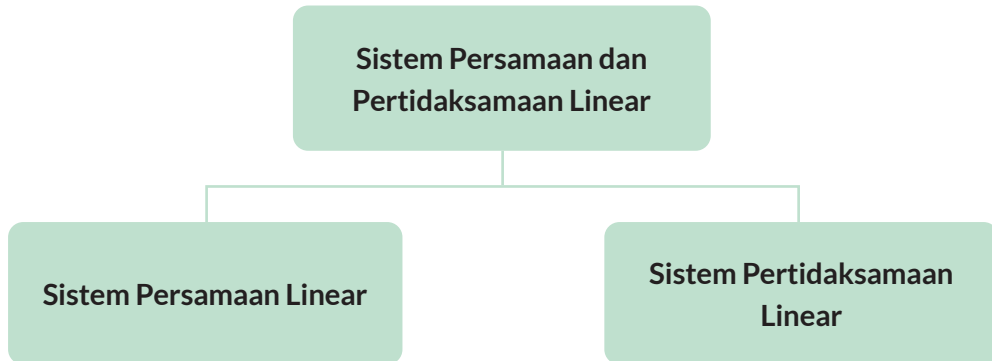 Sistem Persamaan dan
Pertidaksamaan Linear
Sistem Persamaan Linear
Sistem Pertidaksamaan
Linear